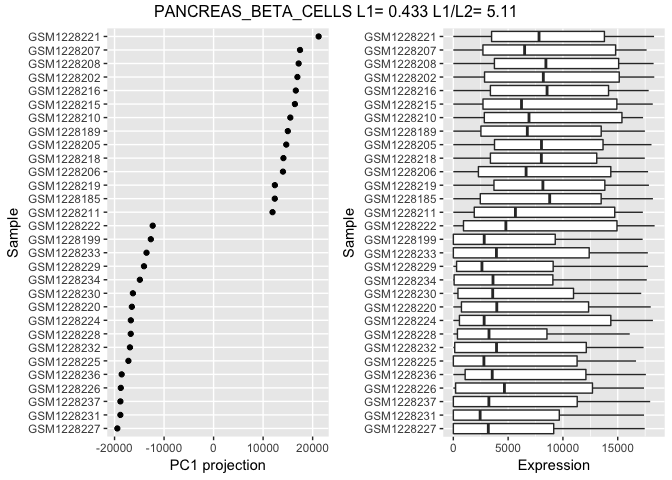 PANCREAS_BETA_CELLS L1= 0.433 L1/L2= 5.11
Sample
GSM1228221
GSM1228207
GSM1228208
GSM1228202
GSM1228216
GSM1228215
GSM1228210
GSM1228189
GSM1228205
GSM1228218
GSM1228206
GSM1228219
GSM1228185
GSM1228211
GSM1228222
GSM1228199
GSM1228233
GSM1228229
GSM1228234
GSM1228230
GSM1228220
GSM1228224
GSM1228228
GSM1228232
GSM1228225
GSM1228236
GSM1228226
GSM1228237
GSM1228231
GSM1228227
-20000 -10000 0 10000 20000
PC1 projection
Sample
GSM1228221
GSM1228207
GSM1228208
GSM1228202
GSM1228216
GSM1228215
GSM1228210
GSM1228189
GSM1228205
GSM1228218
GSM1228206
GSM1228219
GSM1228185
GSM1228211
GSM1228222
GSM1228199
GSM1228233
GSM1228229
GSM1228234
GSM1228230
GSM1228220
GSM1228224
GSM1228228
GSM1228232
GSM1228225
GSM1228236
GSM1228226
GSM1228237
GSM1228231
GSM1228227
0 5000 10000 15000
Expression